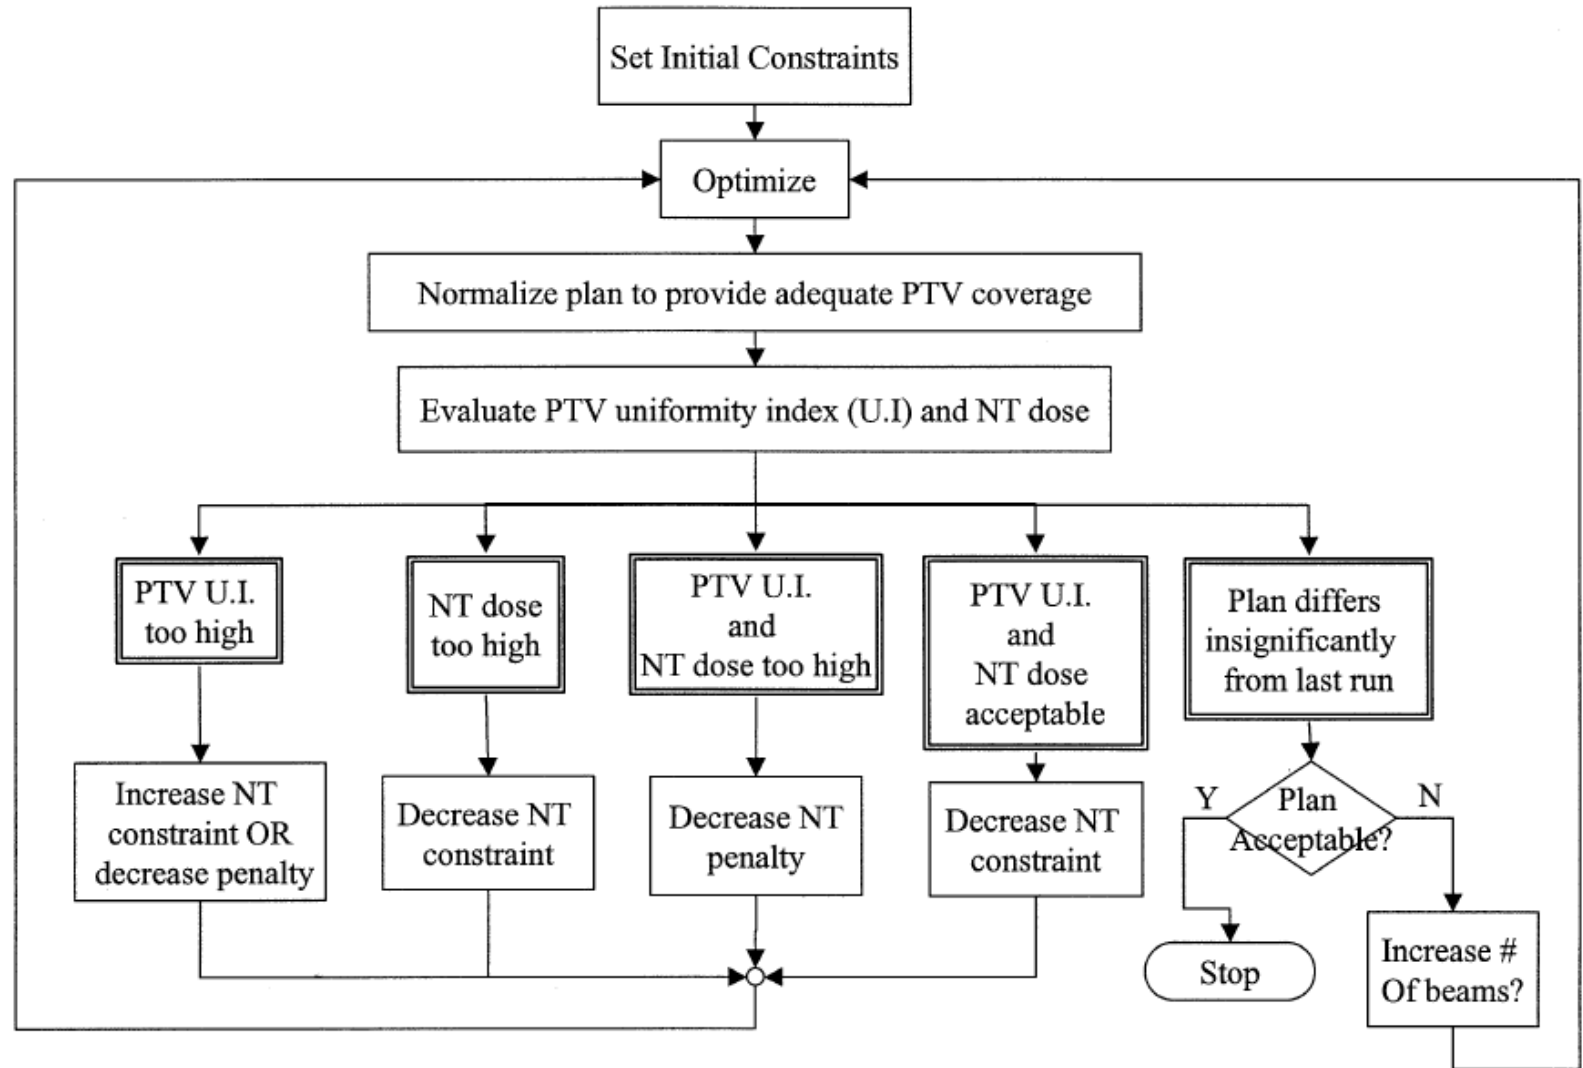 Set Initial Constraints
Optimize
Normalize plan to provide adequate PTV coverage
Evaluate PTV uniformity index (U.I) and NT dose
PTV U.I.
too high
NT dose
too high
PTV U.I.
and
NT dose too high
PTV U.I.
and
NT dose
acceptable
Plan differs
insignificantly
from last run
Increase NT
constraint OR
decrease penalty
Decrease NT
constraint
Decrease NT
penalty
Decrease NT
constraint
Y
Plan
Acceptable?
N
Stop
Increase #
Of beams?